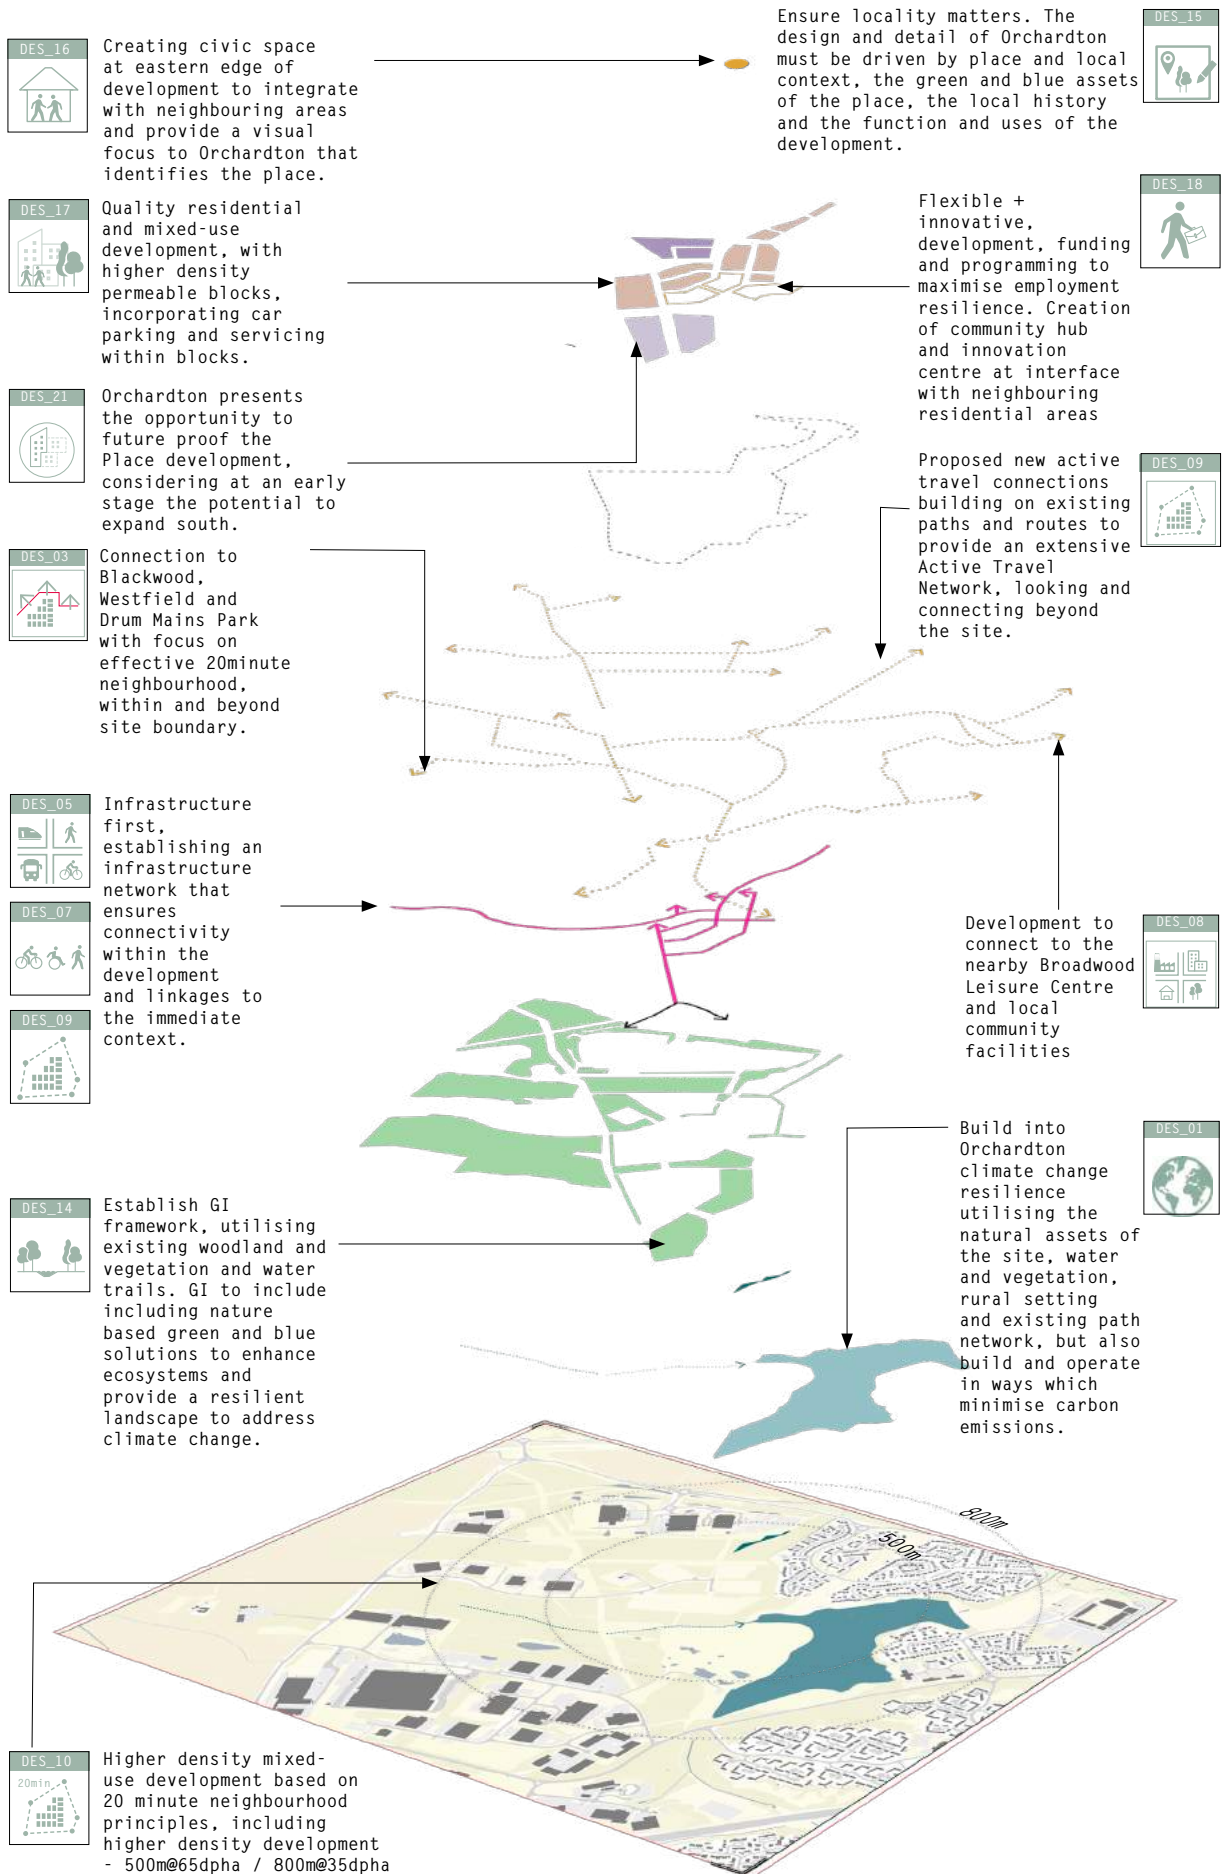 DES_16
Creating civic space
at eastern edge of
development to integrate
with neighbouring areas
and provide a visual
focus to Orchardton that
identifies the place.
Ensure locality matters. The
design and detail of Orchardton
must be driven by place and local
context, the green and blue assets
of the place, the local history
and the function and uses of the
development.
DES_15
DES_17
Quality residential
and mixed-use
development, with
higher density
permeable blocks,
incorporating car
parking and servicing
within blocks.
Flexible +
innovative,
development, funding
and programming to
maximise employment
resilience. Creation
of community hub
and innovation
centre at interface
with neighbouring
residential areas
DES_18
DES_21
Orchardton presents
the opportunity to
future proof the
Place development,
considering at an early
stage the potential to
expand south.
Proposed new active
travel connections
building on existing
paths and routes to
provide an extensive
Active Travel
Network, looking and
connecting beyond
the site.
DES_09
DES_03
Connection to
Blackwood,
Westfield and
Drum Mains Park
with focus on
effective 20minute
neighbourhood,
within and beyond
site boundary.
DES_05
DES_07
DES_09
Infrastructure
first,
establishing an
infrastructure
network that
ensures
connectivity
within the
development
and linkages to
the immediate
context.
Development to
connect to the
nearby Broadwood
Leisure Centre
and local
community
facilities
DES_08
Build into
Orchardton
climate change
resilience
utilising the
natural assets of
the site, water
and vegetation,
rural setting
and existing path
network, but also
build and operate
in ways which
minimise carbon
emissions.
DES_01
DES_14
Establish GI
framework, utilising
existing woodland and
vegetation and water
trails. GI to include
including nature
based green and blue
solutions to enhance
ecosystems and
provide a resilient
landscape to address
climate change.
800m
500m
DES_10
20min
Higher density mixed-
use development based on
20 minute neighbourhood
principles, including
higher density development
- 500m@65dpha / 800m@35dpha